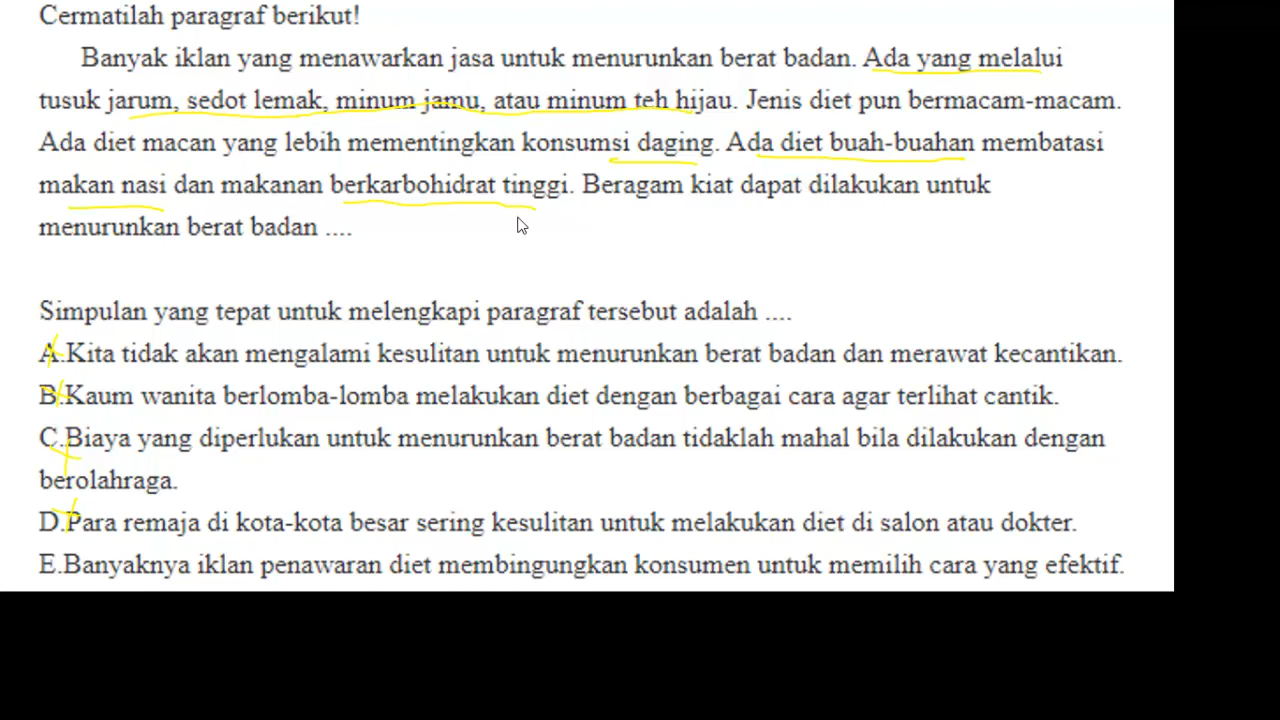 Cermatilah paragraf berikut!
Banyak iklan yang menawarkan jasa untuk menurunkan berat badan. Ada yang melalui
tusuk jarum, sedot lemak, minum jamu, atau minum teh hijau. Jenis diet pun bermacam-macam.
Ada diet macan yang lebih mementingkan konsumsi daging. Ada diet buah-buahan membatasi
makan nasi dan makanan berkarbohidrat tinggi. Beragam kiat dapat dilakukan untuk
menurunkan berat badan ....
Simpulan yang tepat untuk melengkapi paragraf tersebut adalah ....
A.Kita tidak akan mengalami kesulitan untuk menurunkan berat badan dan merawat kecantikan.
B.Kaum wanita berlomba-lomba melakukan diet dengan berbagai cara agar terlihat cantik.
C.Biaya yang diperlukan untuk menurunkan berat badan tidaklah mahal bila dilakukan dengan
berolahraga.
D.Para remaja di kota-kota besar sering kesulitan untuk melakukan diet di salon atau dokter.
E.Banyaknya iklan penawaran diet membingungkan konsumen untuk memilih cara yang efektif.